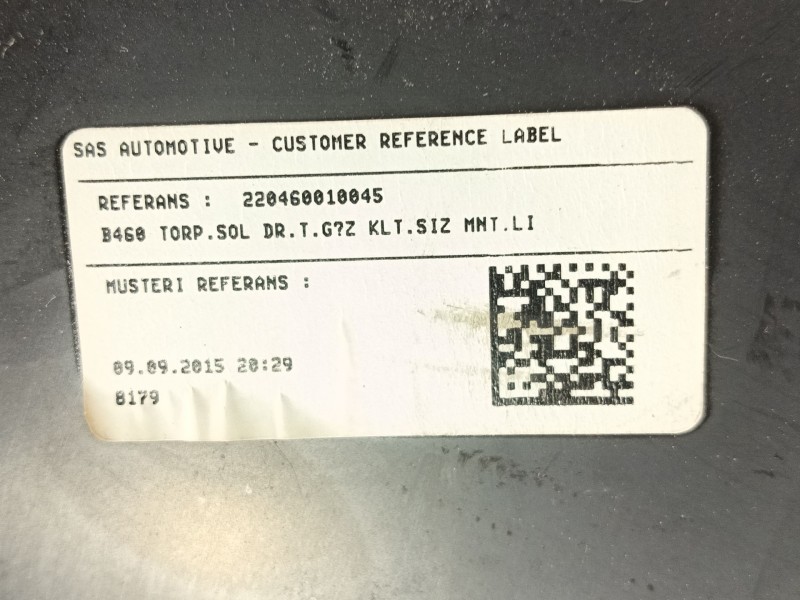 SAS AUTOMOTIVE - CUSTOMER REFERENCE LABEL
REFERANS : 220460010045
B460 TORP.SOL DR.T.G?Z KLT.SIZ MNT.LI
MUSTERI REFERANS :
09.09.2015 20:29
8179